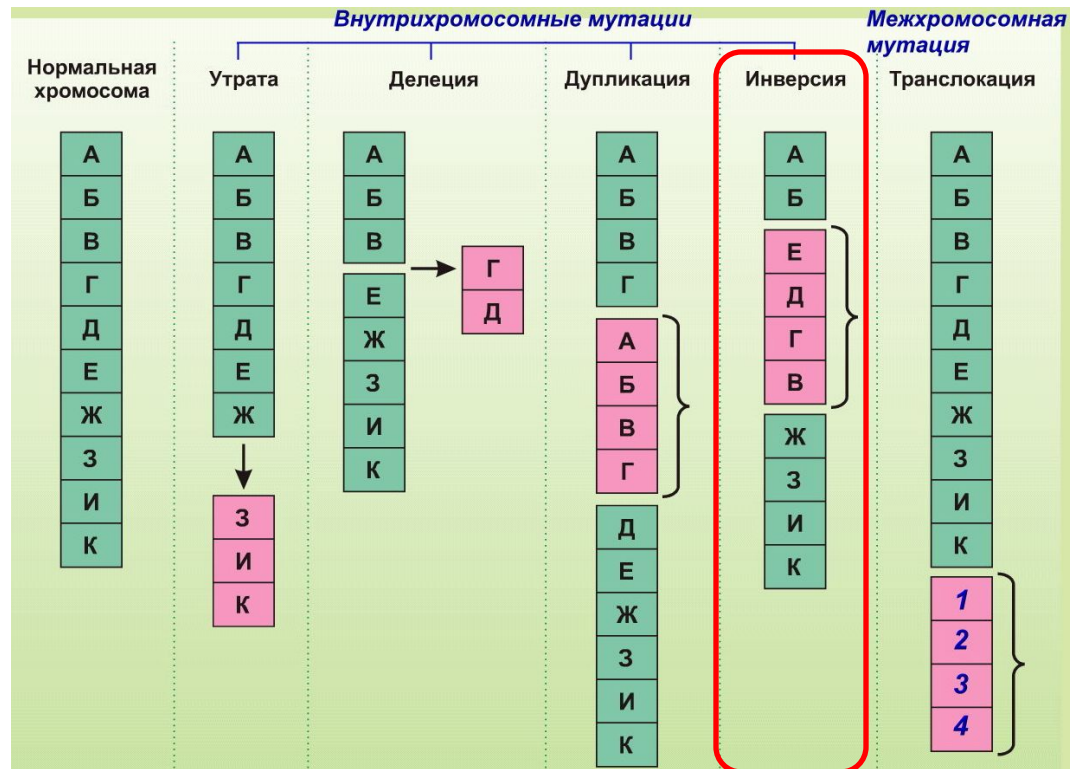 Внутрихромосомные мутации
Межхромосомная
мутация
Нормальная
хромосома
А
Б
В
Г
Д
Е
Ж
З
И
К
Утрата
А
Б
В
Г
Д
Е
Ж
З
И
К
Делеция
А
Б
В
Е
Ж
З
И
К
Г
Д
Дупликация
А
Б
В
Г
А
Б
В
Г
Д
Е
Ж
З
И
К
Инверсия
А
Б
Е
Д
Г
В
Ж
З
И
К
Транслокация
А
Б
В
Г
Д
Е
Ж
З
И
К
1
2
3
4